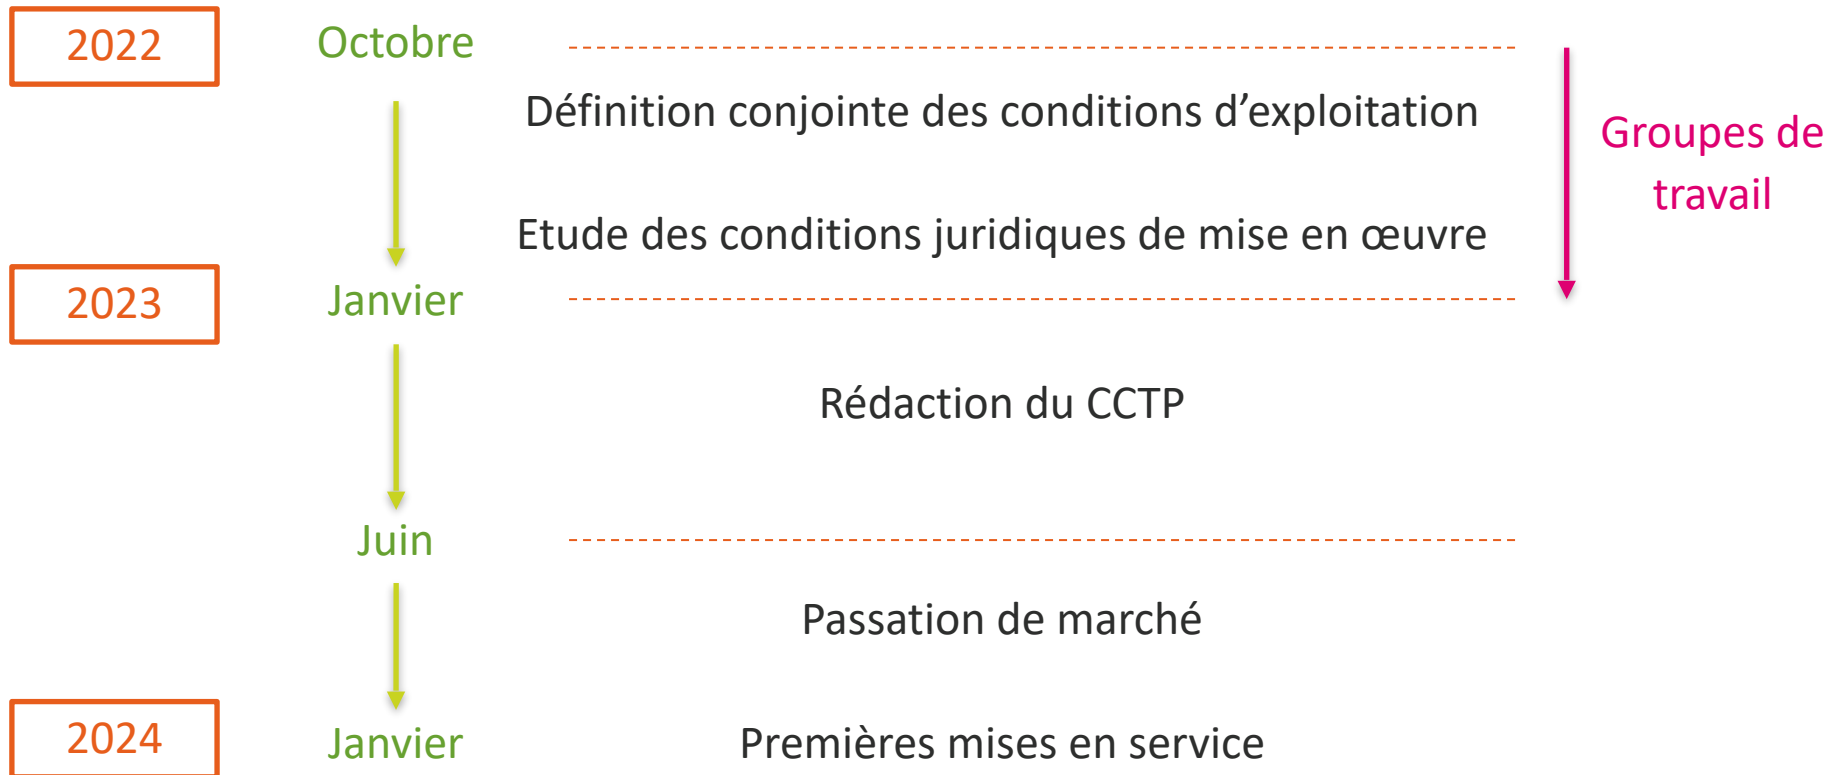 2022
Octobre
Définition conjointe des conditions d’exploitation
Groupes de
travail
Etude des conditions juridiques de mise en œuvre
2023
Janvier
Rédaction du CCTP
Juin
Passation de marché
2024
Janvier
Premières mises en service